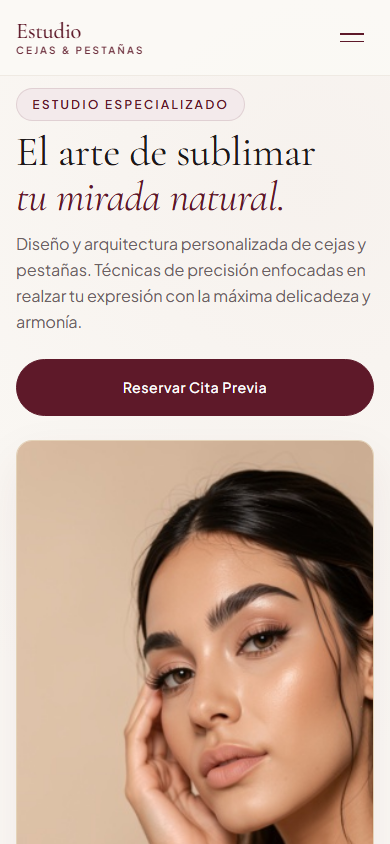 Estudio
CEJAS & PESTAÑAS
ESTUDIO ESPECIALIZADO
El arte de sublimar
tu mirada natural.
Diseño y arquitectura personalizada de cejas y
pestañas. Técnicas de precisión enfocadas en
realzar tu expresión con la máxima delicadeza y
armonía.
Reservar Cita Previa